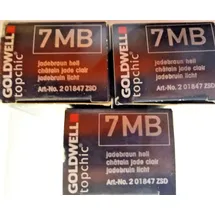 GOLDWELL
topchic
7MB
jadebraun hell
châtain jade clair
jadebruin licht
Art-No. 2 01847 ZSD
GOLDWELL
topchic
7MB
jadebraun hell
châtain jade clair
jadebruin licht
Art-No. 2 01847 ZSD
GOLDWELL
topchic
7MB
jadebraun hell
châtain jade clair
jadebruin licht
Art-No. 2 01847 ZSD